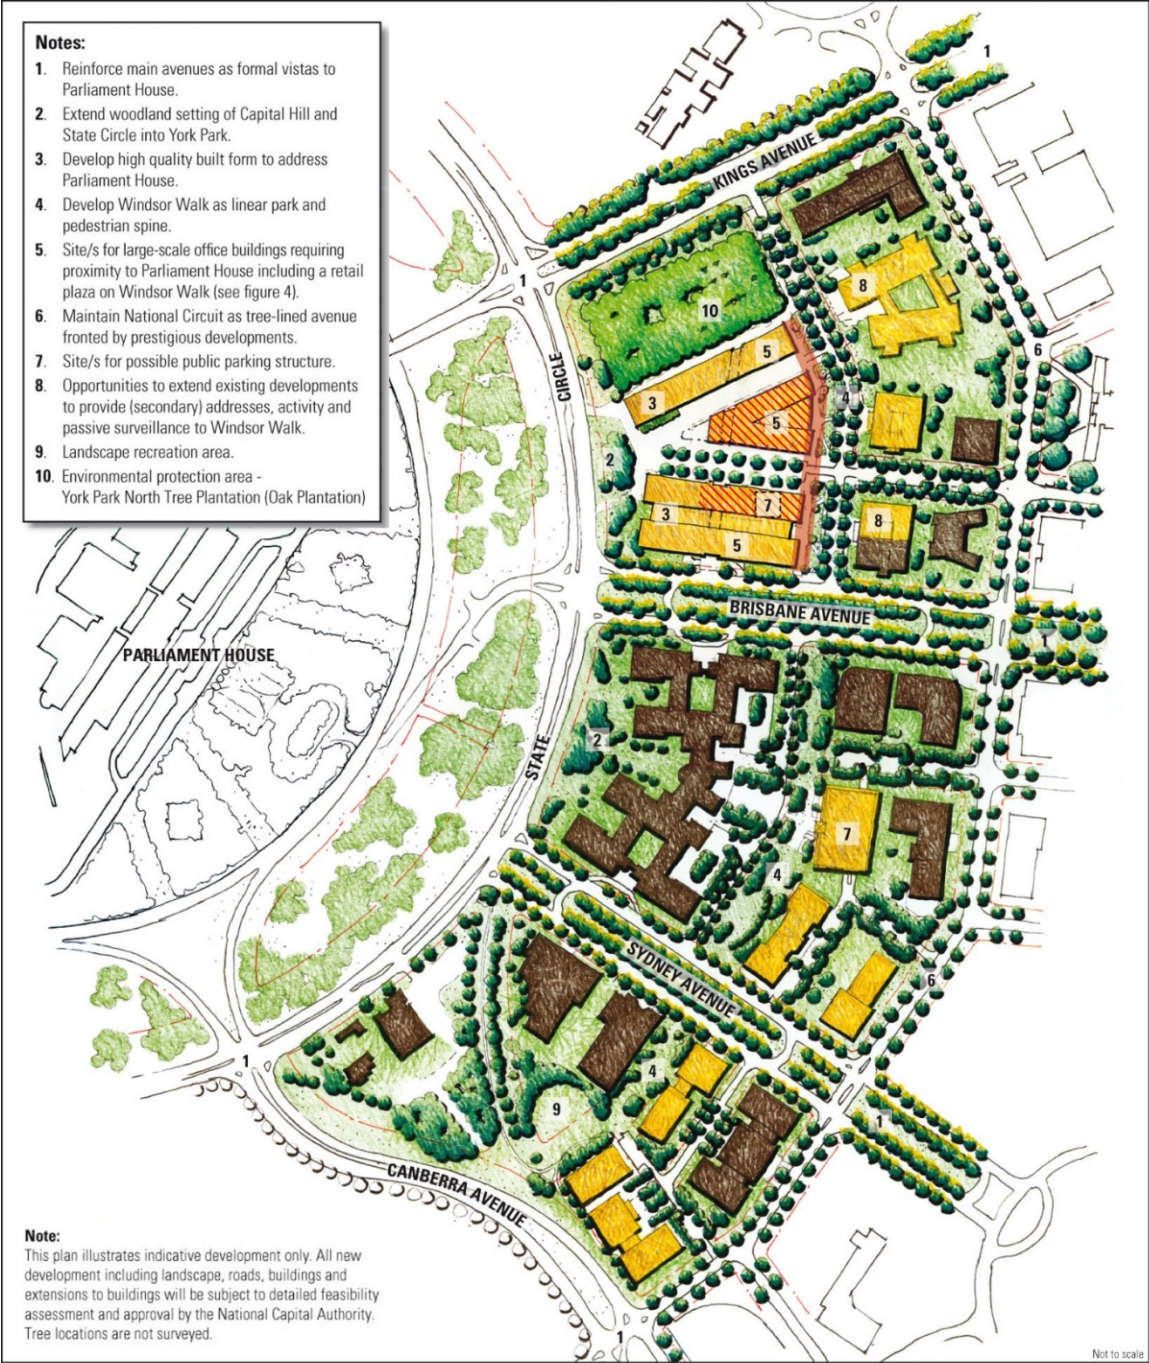 Notes:
1. Reinforce main avenues as formal vistas to
Parliament House.
2. Extend woodland setting of Capital Hill and
State Circle into York Park.
3. Develop high quality built form to address
Parliament House.
4. Develop Windsor Walk as linear park and
pedestrian spine.
5. Site/s for large-scale office buildings requiring
proximity to Parliament House including a retail
plaza on Windsor Walk (see figure 4).
6. Maintain National Circuit as tree-lined avenue
fronted by prestigious developments.
7. Site/s for possible public parking structure.
8. Opportunities to extend existing developments
to provide (secondary) addresses, activity and
passive surveillance to Windsor Walk.
9. Landscape recreation area.
10. Environmental protection area -
York Park North Tree Plantation (Oak Plantation)
1
KINGS AVENUE
1
8
10
6
5
CIRCLE
3
4
5
2
7
3
8
5
BRISBANE AVENUE
1
PARLIAMENT HOUSE
2
STATE
7
4
SYDNEY AVENUE
6
1
4
9
1
CANBERRA AVENUE
1
Note:
This plan illustrates indicative development only. All new
development including landscape, roads, buildings and
extensions to buildings will be subject to detailed feasibility
assessment and approval by the National Capital Authority.
Tree locations are not surveyed.
Not to scale